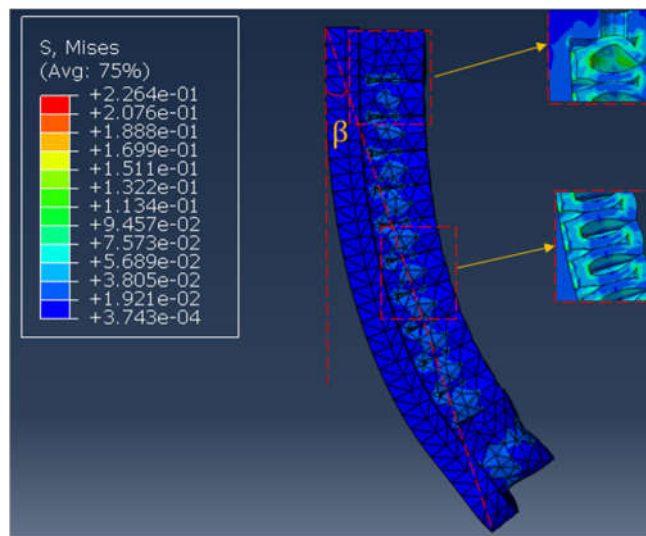 S, Mises
(Avg: 75%)
+2.264e-01
+2.076e-01
+1.888e-01
+1.699e-01
+1.511e-01
+1.322e-01
+1.134e-01
+9.457e-02
+7.573e-02
+5.689e-02
+3.805e-02
+1.921e-02
+3.743e-04
β